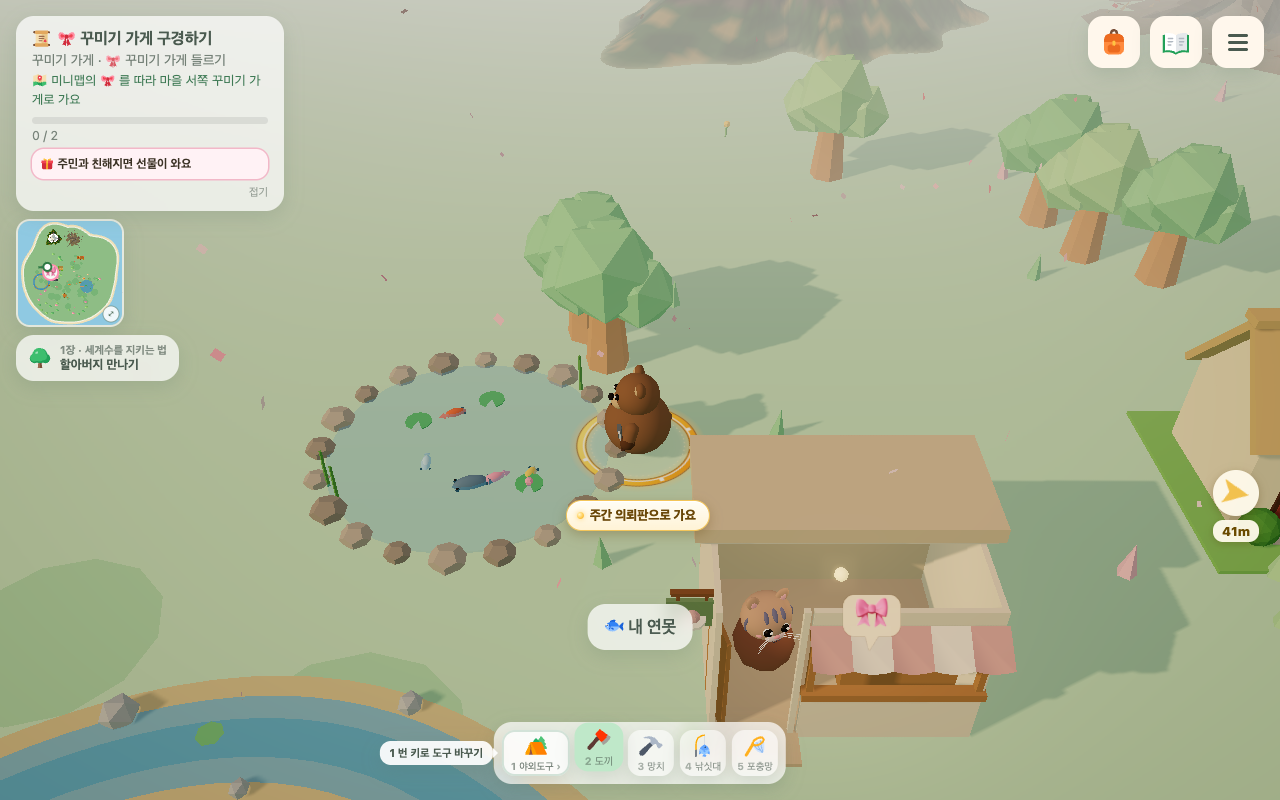 꾸미기 가게 구경하기
꾸미기 가게 · 꾸미기 가게 들르기
미니맵의 를 따라 마을 서쪽 꾸미기 가
게로 가요
0 / 2
주민과 친해지면 선물이 와요
접기
1장 · 세계수를 지키는 법
할아버지 만나기
41m
주간 의뢰판으로 가요
내 연못
1 번 키로 도구 바꾸기
1 야외도구 ›
2 도끼
3 망치
4 낚싯대
5 포충망